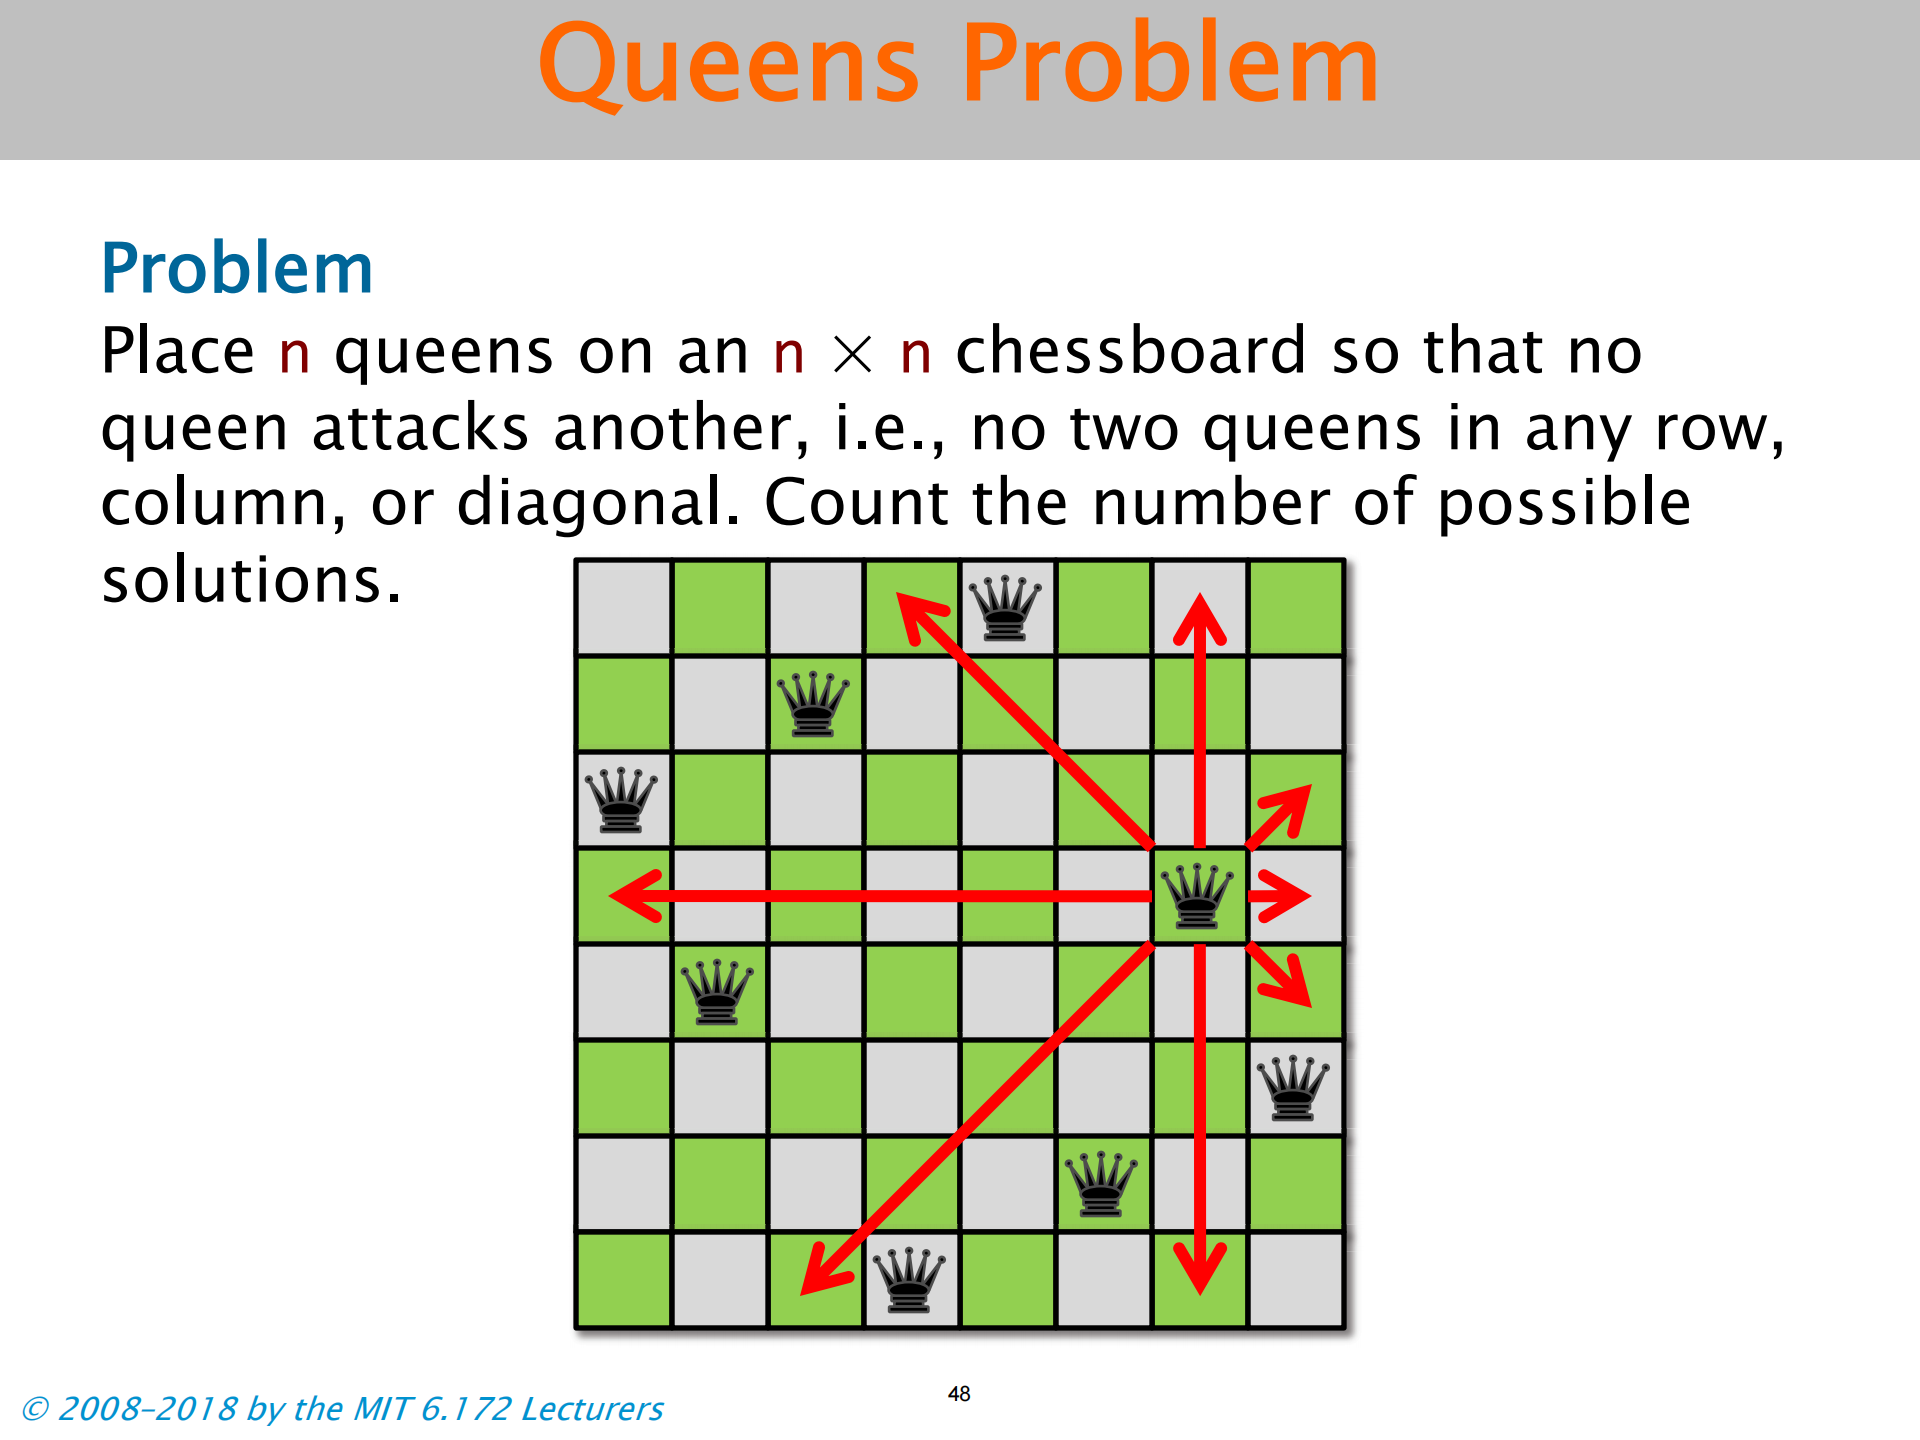 Queens Problem
Problem
Place n queens on an n × n chessboard so that no
queen attacks another, i.e., no two queens in any row,
column, or diagonal. Count the number of possible
solutions.
© 2008–2018 by the MIT 6.172 Lecturers
48